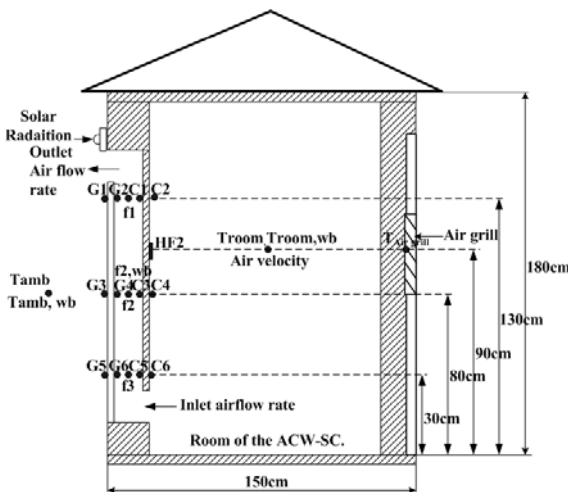 Solar
Radaition
Outlet
Air flow
rate
G1 G2 C1 C2
f1
HF2
Troom Troom,wb
Air velocity
Air grill
Air grill
Tamb
Tamb, wb
f2,wb
G3 G4 C3 C4
f2
G5 G6 C5 C6
f3
Inlet airflow rate
Room of the ACW-SC.
30cm
80cm
90cm
130cm
180cm
150cm